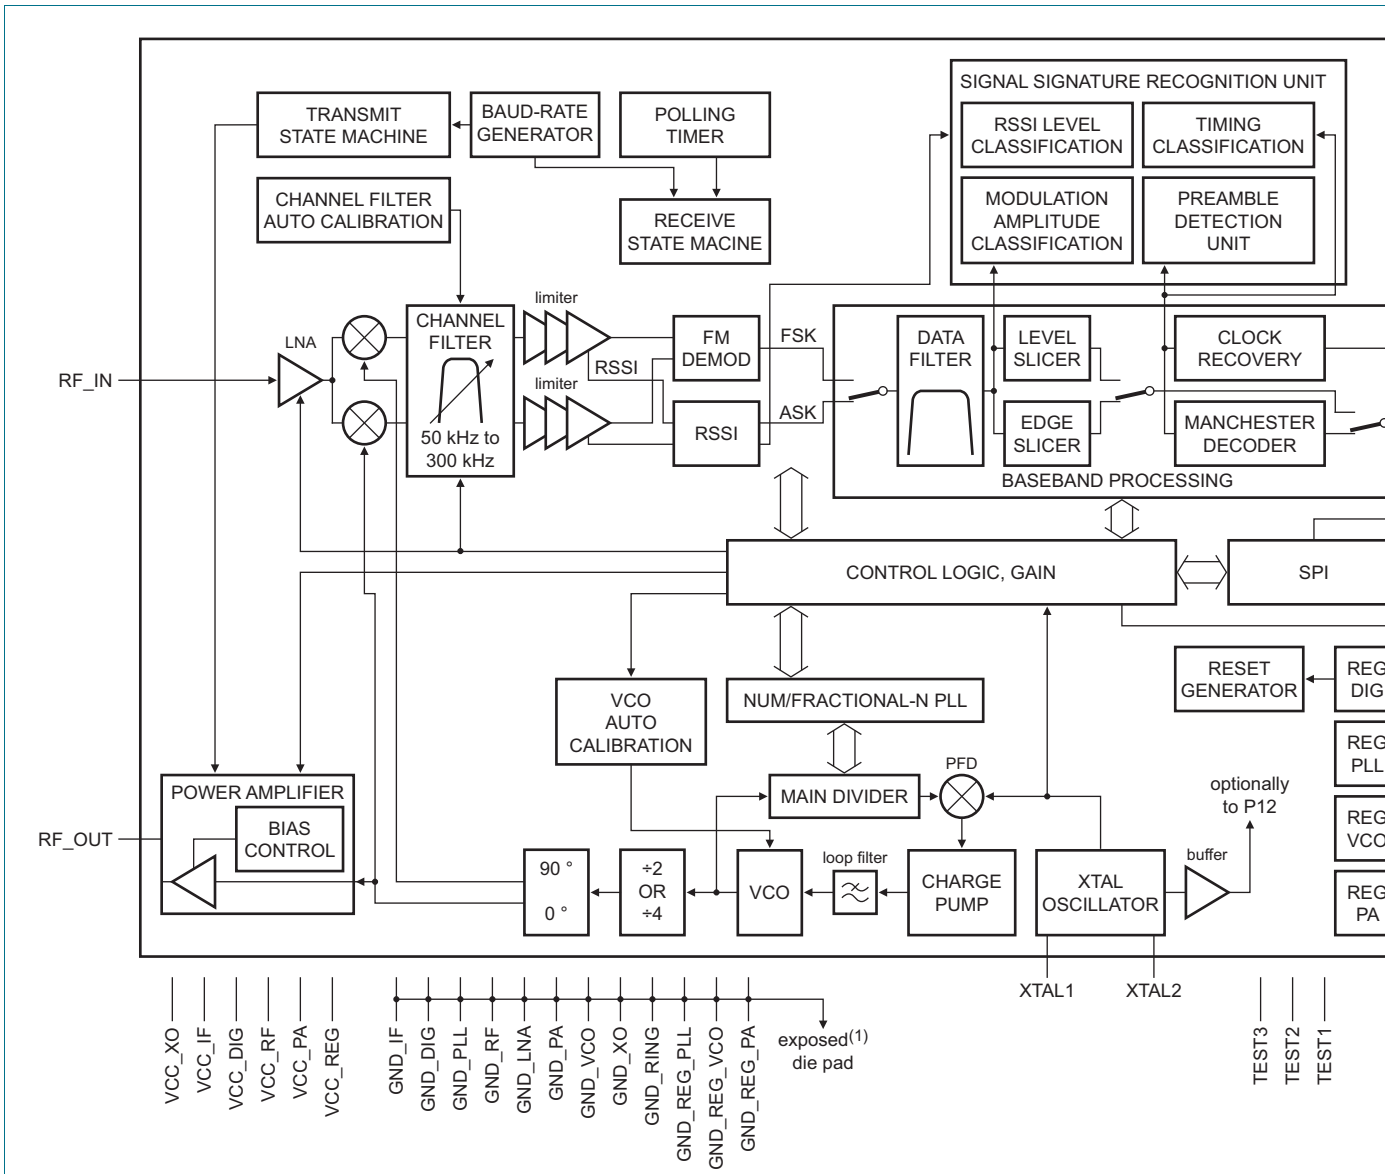 SIGNAL SIGNATURE RECOGNITION UNIT
TRANSMIT
STATE MACHINE
BAUD-RATE
GENERATOR
POLLING
TIMER
RSSI LEVEL
CLASSIFICATION
TIMING
CLASSIFICATION
CHANNEL FILTER
AUTO CALIBRATION
RECEIVE
STATE MACINE
MODULATION
AMPLITUDE
CLASSIFICATION
PREAMBLE
DETECTION
UNIT
RF_IN
LNA
CHANNEL
FILTER
50 kHz to
300 kHz
limiter
RSSI
limiter
FM
DEMOD
RSSI
FSK
ASK
DATA
FILTER
LEVEL
SLICER
EDGE
SLICER
CLOCK
RECOVERY
MANCHESTER
DECODER
BASEBAND PROCESSING
CONTROL LOGIC, GAIN
SPI
VCO
AUTO
CALIBRATION
NUM/FRACTIONAL-N PLL
RESET
GENERATOR
REG
DIG
REG
PLL
REG
VCO
REG
PA
RF_OUT
POWER AMPLIFIER
BIAS
CONTROL
MAIN DIVIDER
PFD
optionally
to P12
90 °
0 °
÷2
OR
÷4
VCO
loop filter
CHARGE
PUMP
XTAL
OSCILLATOR
buffer
XTAL1
XTAL2
VCC_XO
VCC_IF
VCC_DIG
VCC_RF
VCC_PA
VCC_REG
GND_IF
GND_DIG
GND_PLL
GND_RF
GND_LNA
GND_PA
GND_VCO
GND_XO
GND_RING
GND_REG_PLL
GND_REG_VCO
GND_REG_PA
exposed(1)
die pad
TEST3
TEST2
TEST1